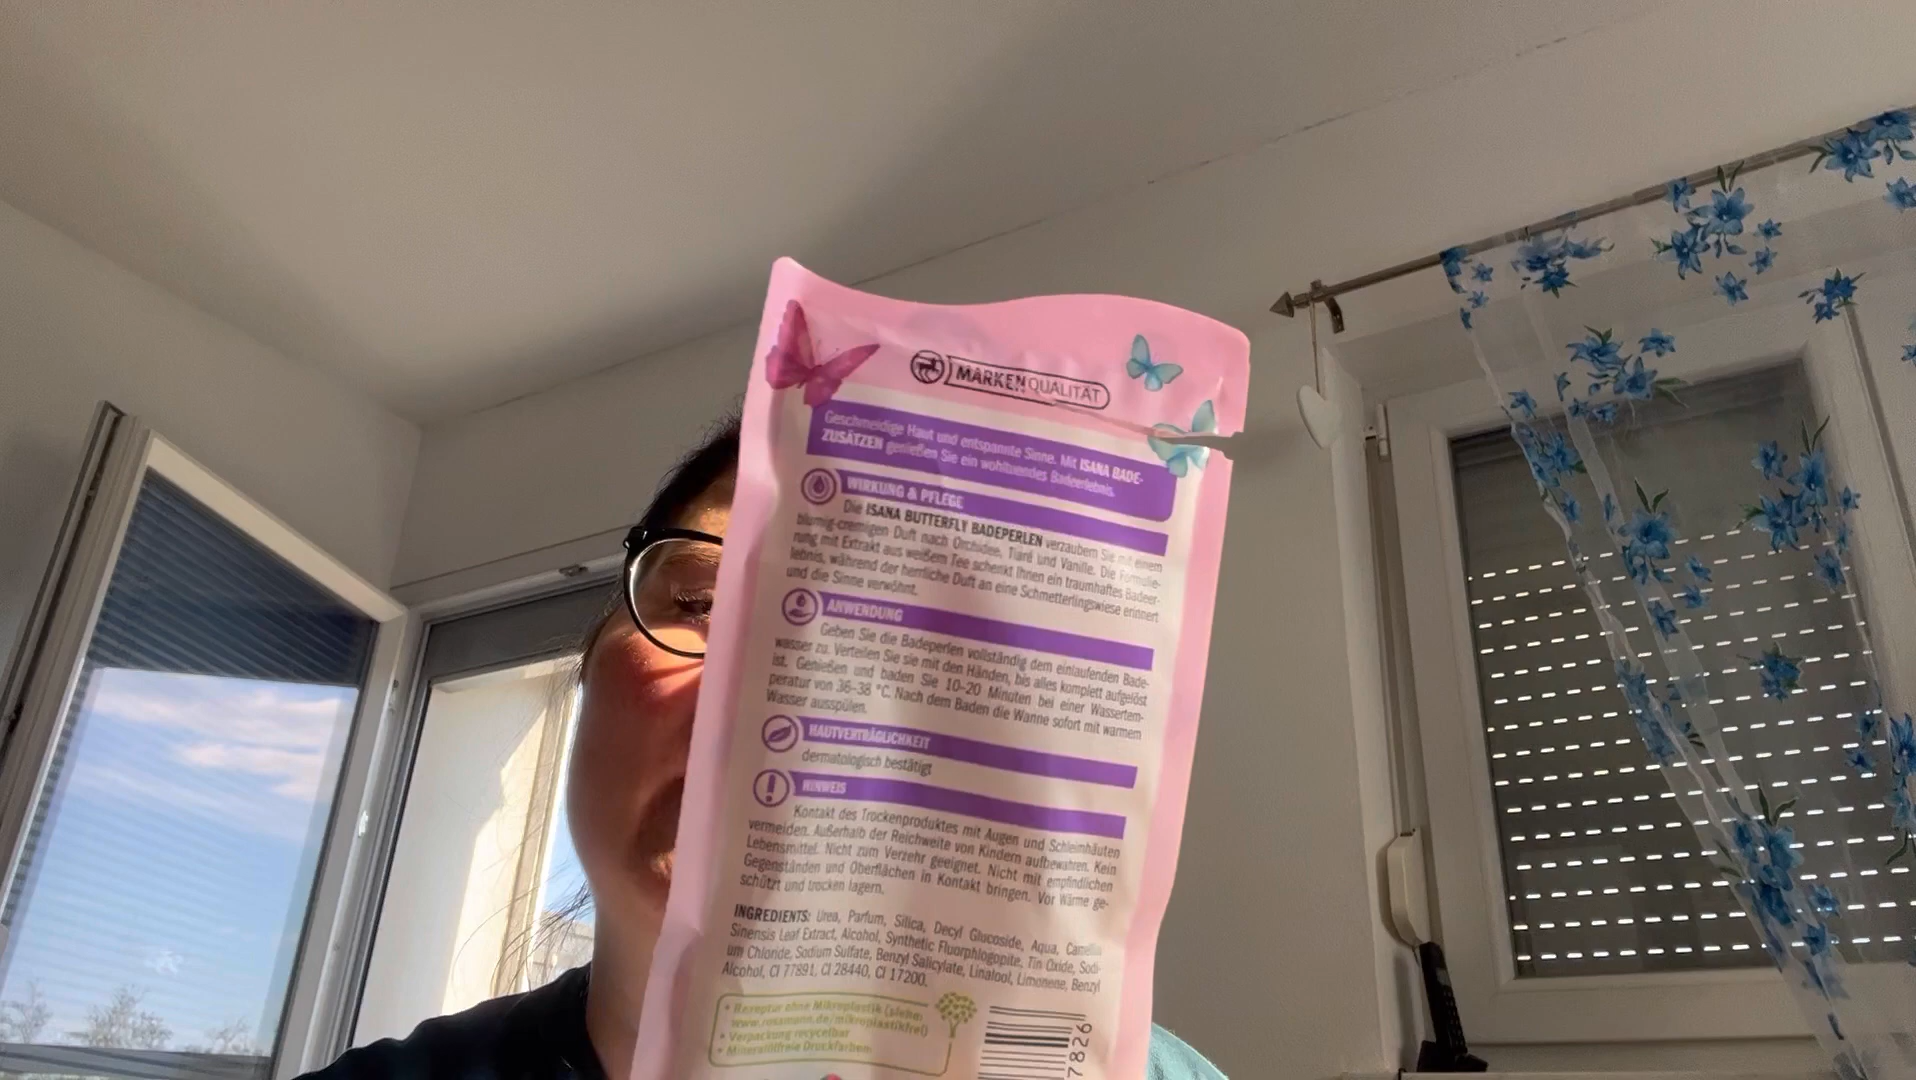 MARKENQUALITÄT
Geschmeidige Haut und entspannte Sinne. Mit ISANA BADE-
ZUSÄTZEN genießen Sie ein wohltuendes Badeerlebnis.
WIRKUNG & PFLEGE
Die ISANA BUTTERFLY BADEPERLEN verzaubern Sie mit einem
blumig-cremigen Duft nach Orchidee, Tiaré und Vanille. Die Formulie-
rung mit Extrakt aus weißem Tee schenkt Ihnen ein traumhaftes Badeer-
lebnis, während der herrliche Duft an eine Schmetterlingswiese erinnert
und die Sinne verwöhnt.
ANWENDUNG
Geben Sie die Badeperlen vollständig dem einlaufenden Bade-
wasser zu. Verteilen Sie sie mit den Händen, bis alles komplett aufgelöst
ist. Genießen und baden Sie 10-20 Minuten bei einer Wassertem-
peratur von 36-38 °C. Nach dem Baden die Wanne sofort mit warmem
Wasser ausspülen.
HAUTVERTRÄGLICHKEIT
dermatologisch bestätigt
HINWEIS
Kontakt des Trockenproduktes mit Augen und Schleimhäuten
vermeiden. Außerhalb der Reichweite von Kindern aufbewahren. Kein
Lebensmittel. Nicht zum Verzehr geeignet. Nicht mit empfindlichen
Gegenständen und Oberflächen in Kontakt bringen. Vor Wärme ge-
schützt und trocken lagern.
INGREDIENTS: Urea, Parfum, Silica, Decyl Glucoside, Aqua, Camellia
Sinensis Leaf Extract, Alcohol, Synthetic Fluorphlogopite, Tin Oxide, Sodi-
um Chloride, Sodium Sulfate, Benzyl Salicylate, Linalool, Limonene, Benzyl
Alcohol, CI 77891, CI 28440, CI 17200.
• Rezeptur ohne Mikroplastik (siehe:
www.rossmann.de/mikroplastikfrei)
• Verpackung recycelbar
• Mineralölfreie Druckfarben
7826